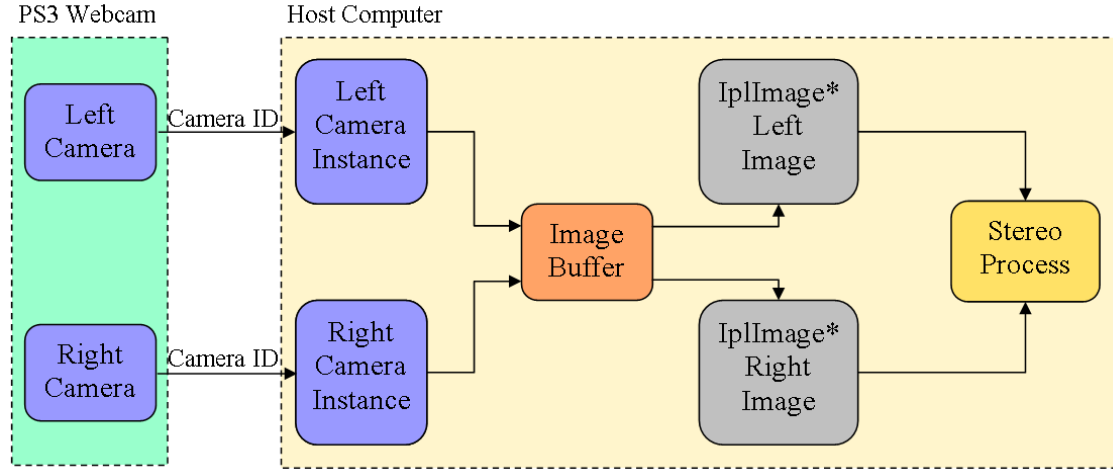 PS3 Webcam
Host Computer
Left
Camera
Camera ID
Left
Camera
Instance
IplImage*
Left
Image
Image
Buffer
Stereo
Process
Right
Camera
Camera ID
Right
Camera
Instance
IplImage*
Right
Image